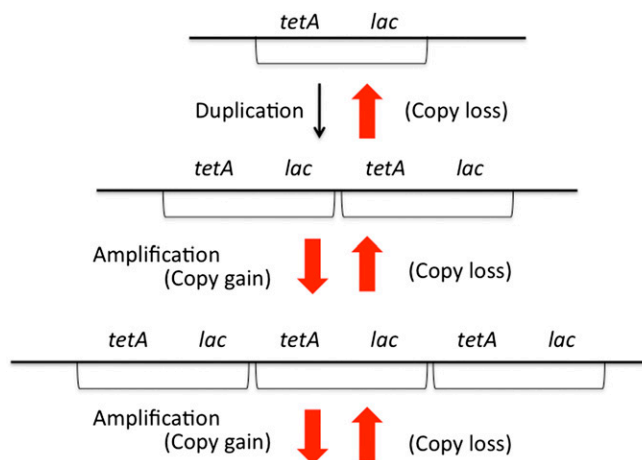 tetA lac
Duplication (Copy loss)
tetA lac tetA lac
Amplification
(Copy gain) (Copy loss)
tetA lac tetA lac tetA lac
Amplification
(Copy gain) (Copy loss)